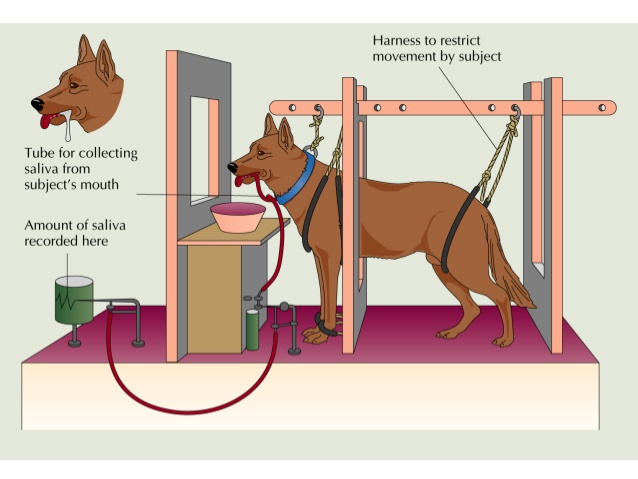 Harness to restrict
movement by subject
Tube for collecting
saliva from
subject's mouth
Amount of saliva
recorded here